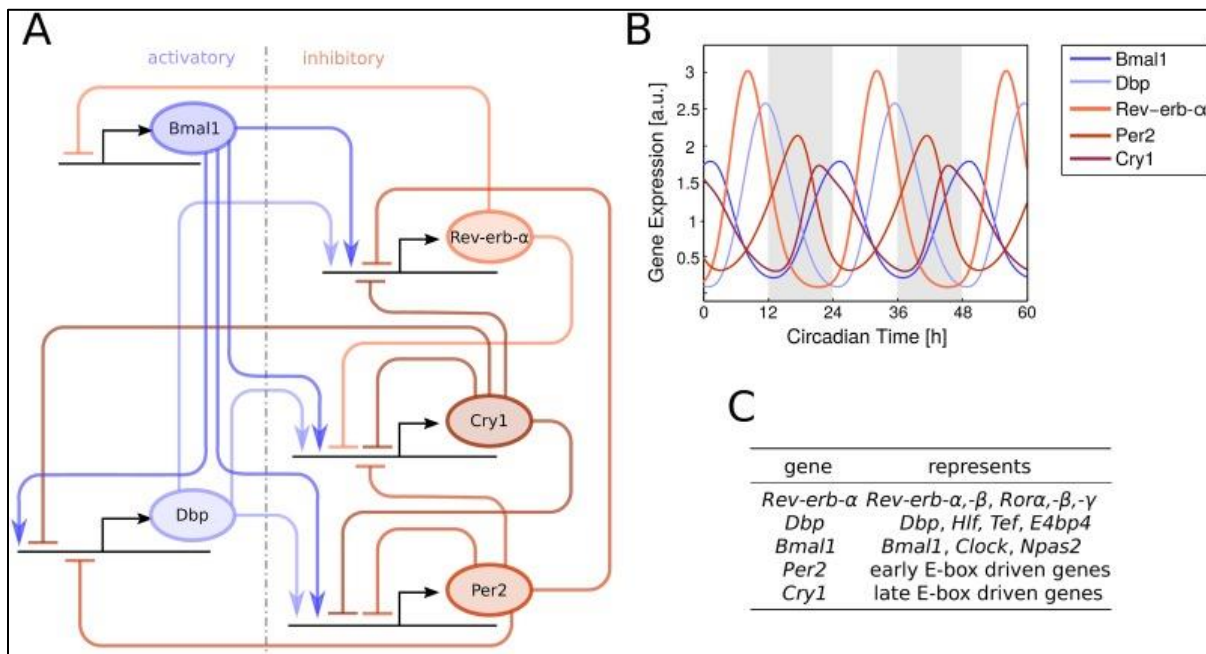 A
activatory
inhibitory
Bmal1
Rev-erb-α
Cry1
Dbp
Per2
B
Gene Expression [a.u.]
3
2.5
2
1.5
1
0.5
0 12 24 36 48 60
Circadian Time [h]
Bmal1
Dbp
Rev-erb-α
Per2
Cry1
C
gene represents
Rev-erb-α Rev-erb-α,-β, Rorα,-β,-γ
Dbp Dbp, Hlf, Tef, E4bp4
Bmal1 Bmal1, Clock, Npas2
Per2 early E-box driven genes
Cry1 late E-box driven genes